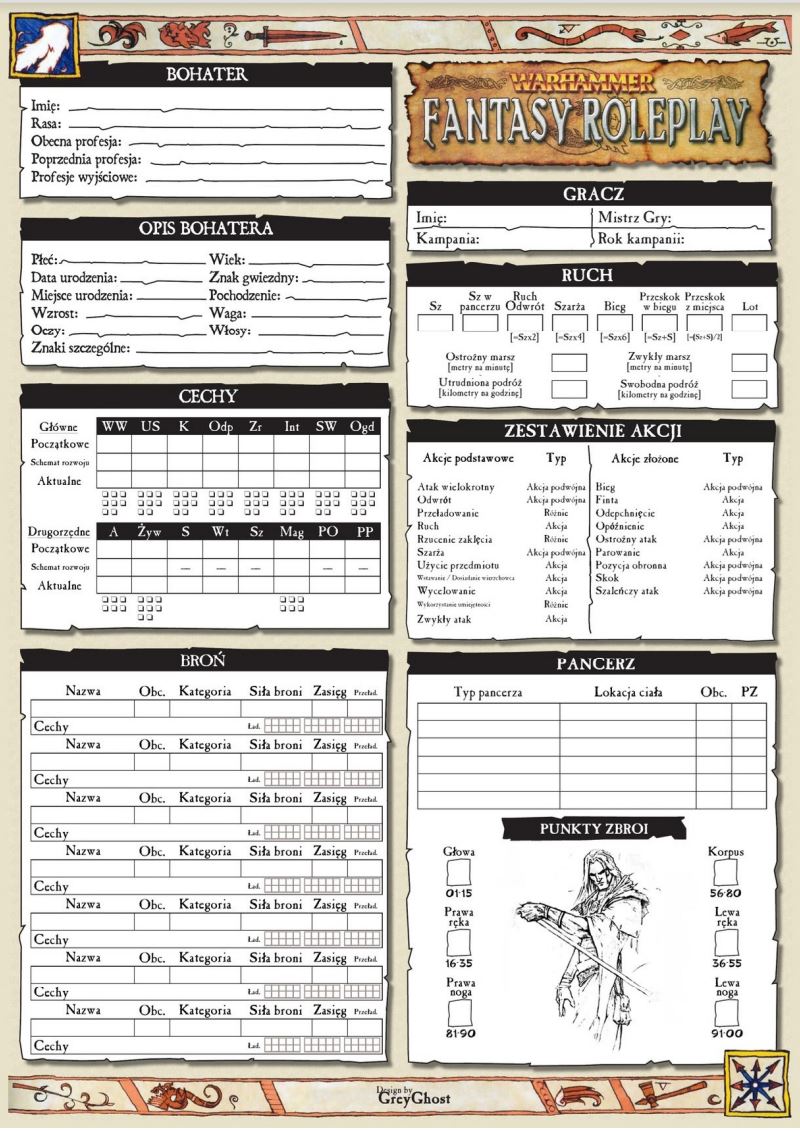 BOHATER
Imię:
Rasa:
Obecna profesja:
Poprzednia profesja:
Profesje wyjściowe:
OPIS BOHATERA
Płeć: Wiek:
Data urodzenia: Znak gwiezdny:
Miejsce urodzenia: Pochodzenie:
Wzrost: Waga:
Oczy: Włosy:
Znaki szczególne:
CECHY
Główne WW US K Odp Zr Int SW Ogd
Początkowe
Schemat rozwoju
Aktualne
Drugorzędne A Żyw S Wt Sz Mag PO PP
Początkowe
Schemat rozwoju — — — — —
Aktualne
BROŃ
Nazwa Obc. Kategoria Siła broni Zasięg Przeład.
Cechy Ład.
Nazwa Obc. Kategoria Siła broni Zasięg Przeład.
Cechy Ład.
Nazwa Obc. Kategoria Siła broni Zasięg Przeład.
Cechy Ład.
Nazwa Obc. Kategoria Siła broni Zasięg Przeład.
Cechy Ład.
Nazwa Obc. Kategoria Siła broni Zasięg Przeład.
Cechy Ład.
Nazwa Obc. Kategoria Siła broni Zasięg Przeład.
Cechy Ład.
Nazwa Obc. Kategoria Siła broni Zasięg Przeład.
Cechy Ład.
WARHAMMER
FANTASY ROLEPLAY
GRACZ
Imię: Mistrz Gry:
Kampania: Rok kampanii:
RUCH
Sz
Sz w
pancerzu
Ruch
Odwrót
[=Szx2]
Szarża
[=Szx4]
Bieg
[=Szx6]
Przeskok
w biegu
[=Sz+S]
Przeskok
z miejsca
[=(Sz+S)/2]
Lot
Ostrożny marsz
[metry na minutę]
Zwykły marsz
[metry na minutę]
Utrudniona podróż
[kilometry na godzinę]
Swobodna podróż
[kilometry na godzinę]
ZESTAWIENIE AKCJI
Akcje podstawowe Typ
Atak wielokrotny Akcja podwójna
Odwrót Akcja podwójna
Przeładowanie Różnie
Ruch Akcja
Rzucenie zaklęcia Różnie
Szarża Akcja podwójna
Użycie przedmiotu Akcja
Wstawanie / Dosiadanie wierzchowca Akcja
Wycelowanie Akcja
Wykorzystanie umiejętności Różnie
Zwykły atak Akcja
Akcje złożone Typ
Bieg Akcja podwójna
Finta Akcja
Odepchnięcie Akcja
Opóźnienie Akcja
Ostrożny atak Akcja podwójna
Parowanie Akcja
Pozycja obronna Akcja podwójna
Skok Akcja podwójna
Szaleńczy atak Akcja podwójna
PANCERZ
Typ pancerza Lokacja ciała Obc. PZ
PUNKTY ZBROI
Głowa
01-15
Korpus
56-80
Prawa
ręka
16-35
Lewa
ręka
36-55
Prawa
noga
81-90
Lewa
noga
91-00
Design by
GreyGhost